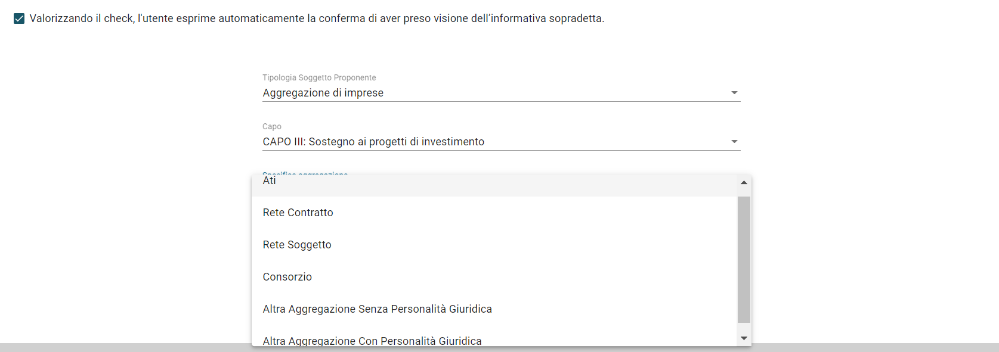 Valorizzando il check, l'utente esprime automaticamente la conferma di aver preso visione dell’informativa sopradetta.
Tipologia Soggetto Proponente
Aggregazione di imprese
Capo
CAPO III: Sostegno ai progetti di investimento
Specifica aggregazione
Ati
Rete Contratto
Rete Soggetto
Consorzio
Altra Aggregazione Senza Personalità Giuridica
Altra Aggregazione Con Personalità Giuridica